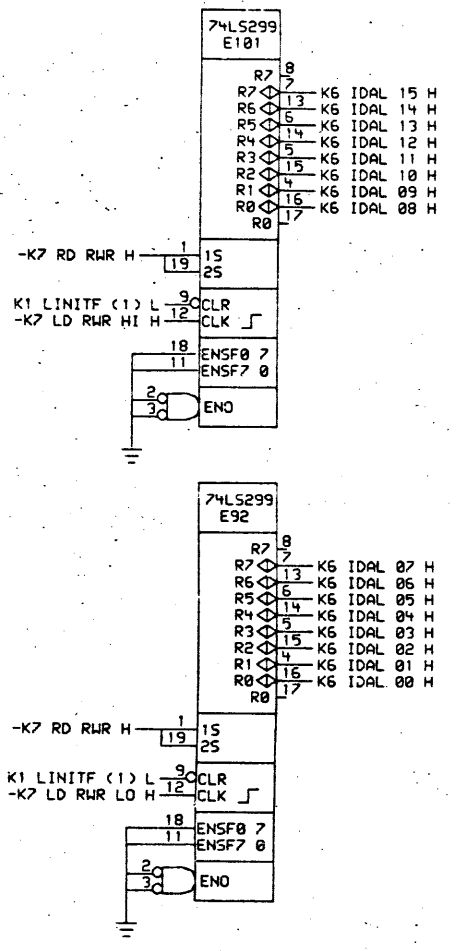 74LS299
E101
R7 8
R7 7 K6 IDAL 15 H
R6 13 K6 IDAL 14 H
R5 6 K6 IDAL 13 H
R4 14 K6 IDAL 12 H
R3 5 K6 IDAL 11 H
R2 15 K6 IDAL 10 H
R1 4 K6 IDAL 09 H
R0 16 K6 IDAL 08 H
R0 17
-K7 RD RWR H 1 1S
19 2S
K1 LINITF (1) L 9 CLR
-K7 LD RWR HI H 12 CLK
18 ENSF0 7
11 ENSF7 0
2
3 ENO
74LS299
E92
R7 8
R7 7 K6 IDAL 07 H
R6 13 K6 IDAL 06 H
R5 6 K6 IDAL 05 H
R4 14 K6 IDAL 04 H
R3 5 K6 IDAL 03 H
R2 15 K6 IDAL 02 H
R1 4 K6 IDAL 01 H
R0 16 K6 IDAL 00 H
R0 17
-K7 RD RWR H 1 1S
19 2S
K1 LINITF (1) L 9 CLR
-K7 LD RWR LO H 12 CLK
18 ENSF0 7
11 ENSF7 0
2
3 ENO